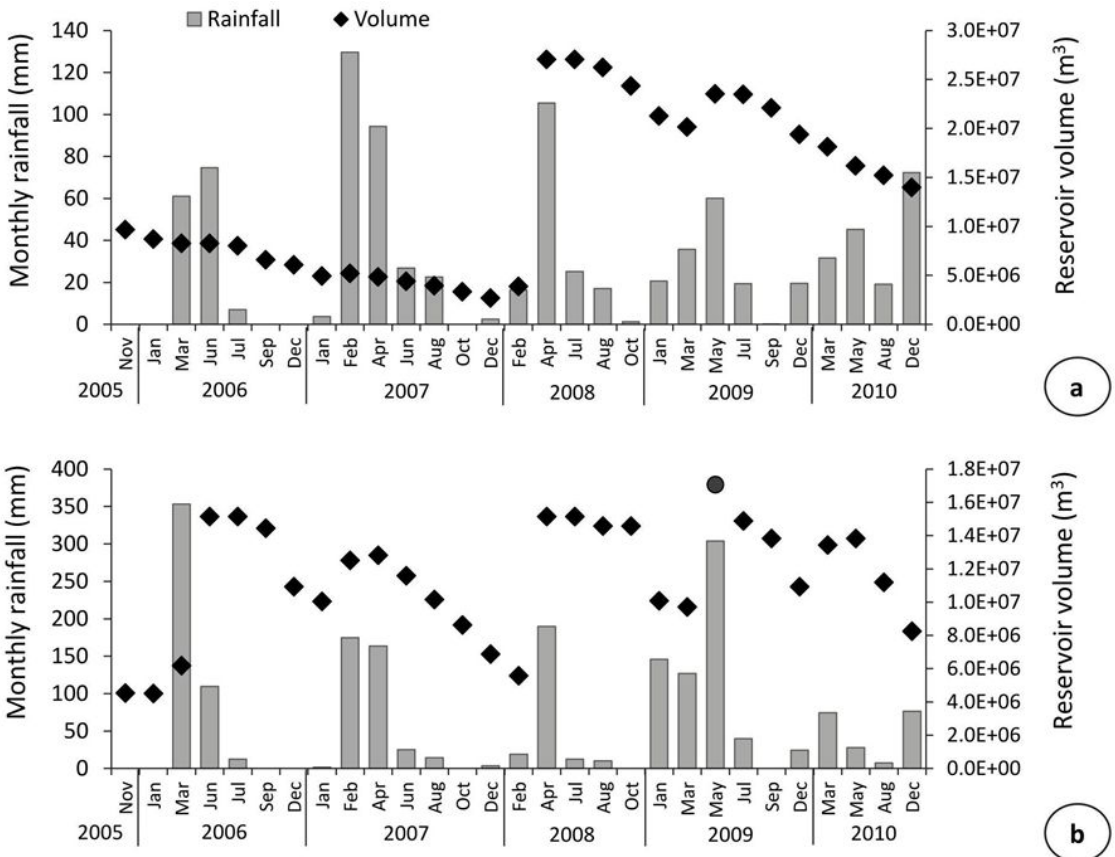 Rainfall Volume
Monthly rainfall (mm)
140
120
100
80
60
40
20
0
3.0E+07
2.5E+07
2.0E+07
1.5E+07
1.0E+07
5.0E+06
0.0E+00
Reservoir volume (m³)
Nov Jan Mar Jun Jul Sep Dec Jan Feb Apr Jun Aug Oct Dec Feb Apr Jul Aug Oct Jan Mar May Jul Sep Dec Mar May Aug Dec
2005 2006 2007 2008 2009 2010
a
Monthly rainfall (mm)
400
350
300
250
200
150
100
50
0
1.8E+07
1.6E+07
1.4E+07
1.2E+07
1.0E+07
8.0E+06
6.0E+06
4.0E+06
2.0E+06
0.0E+00
Reservoir volume (m³)
Nov Jan Mar Jun Jul Sep Dec Jan Feb Apr Jun Aug Oct Dec Feb Apr Jul Aug Oct Jan Mar May Jul Sep Dec Mar May Aug Dec
2005 2006 2007 2008 2009 2010
b